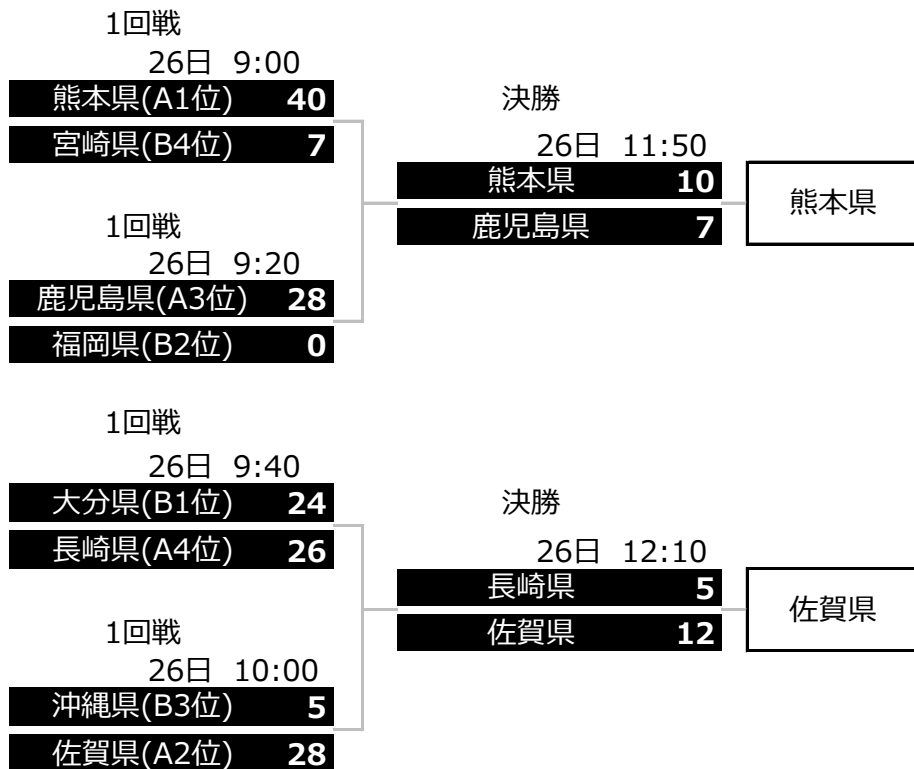 1回戦
26日 9:00
熊本県(A1位) 40
宮崎県(B4位) 7
1回戦
26日 9:20
鹿児島県(A3位) 28
福岡県(B2位) 0
決勝
26日 11:50
熊本県 10
鹿児島県 7
熊本県
1回戦
26日 9:40
大分県(B1位) 24
長崎県(A4位) 26
1回戦
26日 10:00
沖縄県(B3位) 5
佐賀県(A2位) 28
決勝
26日 12:10
長崎県 5
佐賀県 12
佐賀県